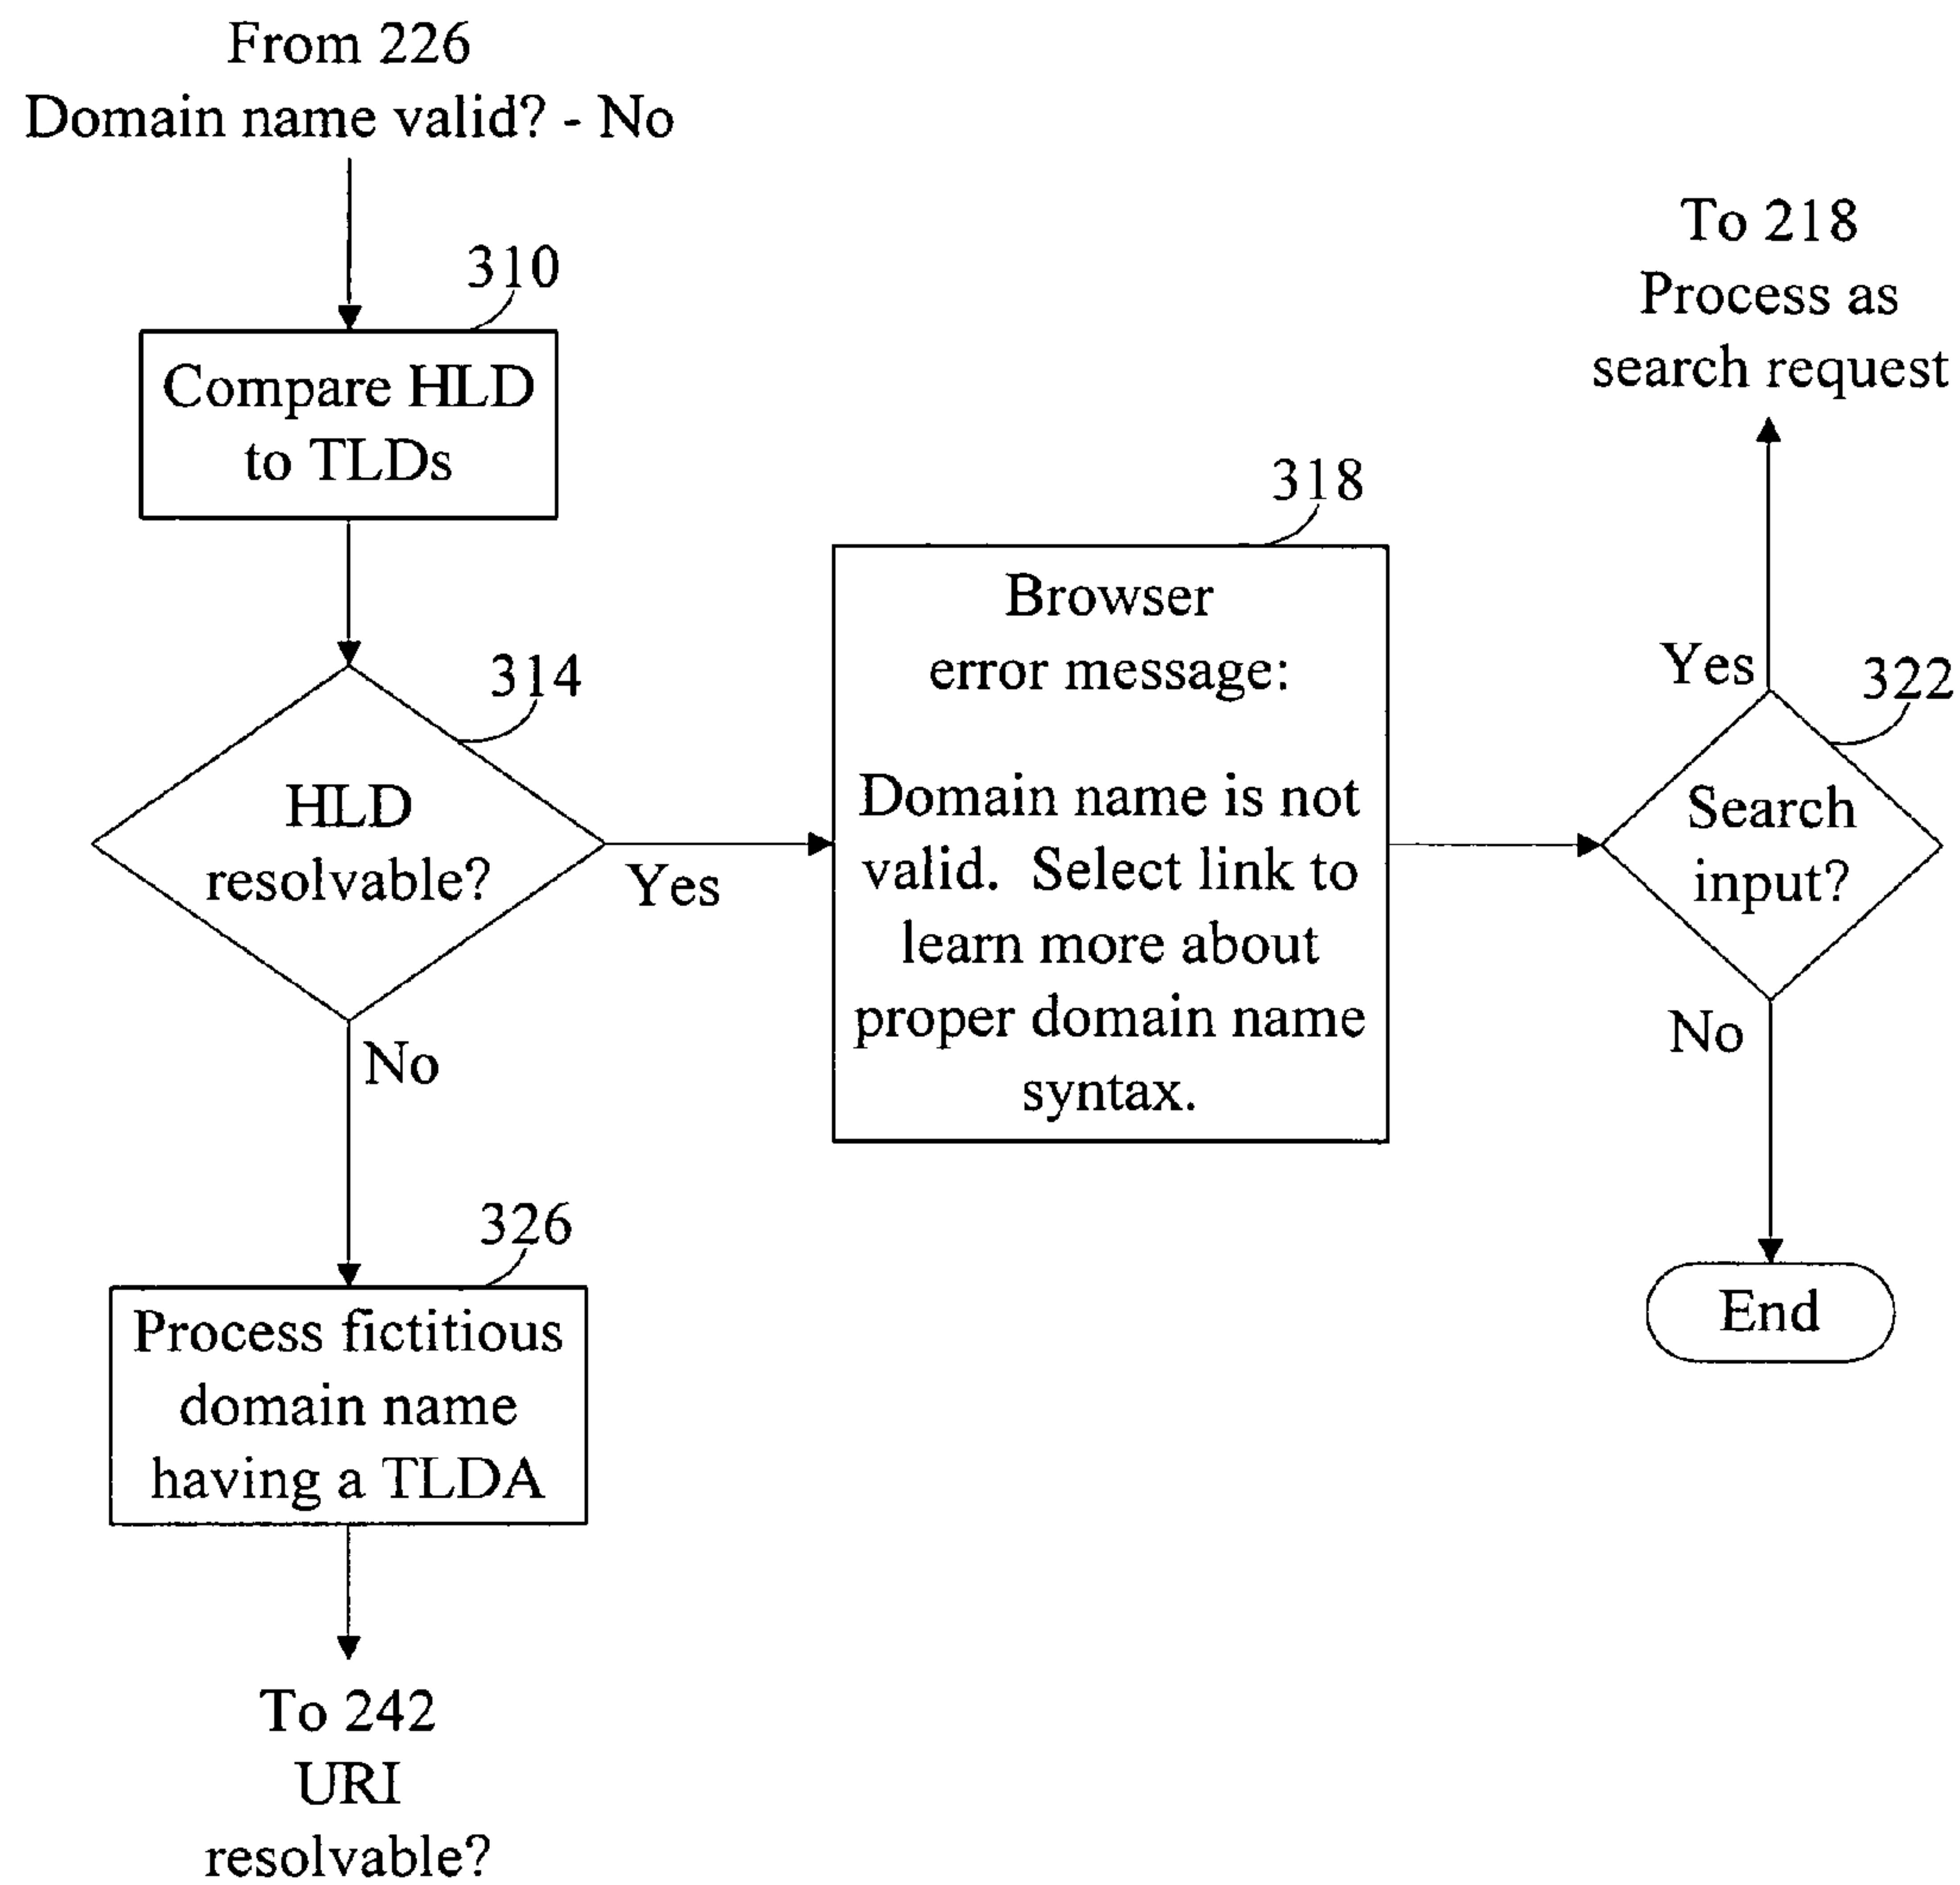 From 226
Domain name valid? - No
310
Compare HLD
to TLDs
314
HLD
resolvable?
Yes
No
318
Browser
error message:
Domain name is not
valid. Select link to
learn more about
proper domain name
syntax.
To 218
Process as
search request
Yes
322
Search
input?
No
End
326
Process fictitious
domain name
having a TLDA
To 242
URI
resolvable?